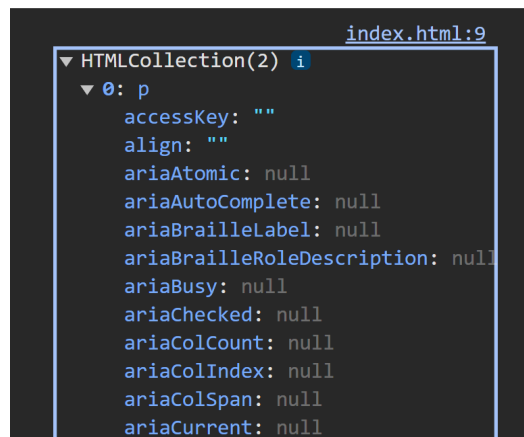 index.html:9
▼ HTMLCollection(2) i
▼ 0: p
accessKey: ""
align: ""
ariaAtomic: null
ariaAutoComplete: null
ariaBrailleLabel: null
ariaBrailleRoleDescription: null
ariaBusy: null
ariaChecked: null
ariaColCount: null
ariaColIndex: null
ariaColSpan: null
ariaCurrent: null